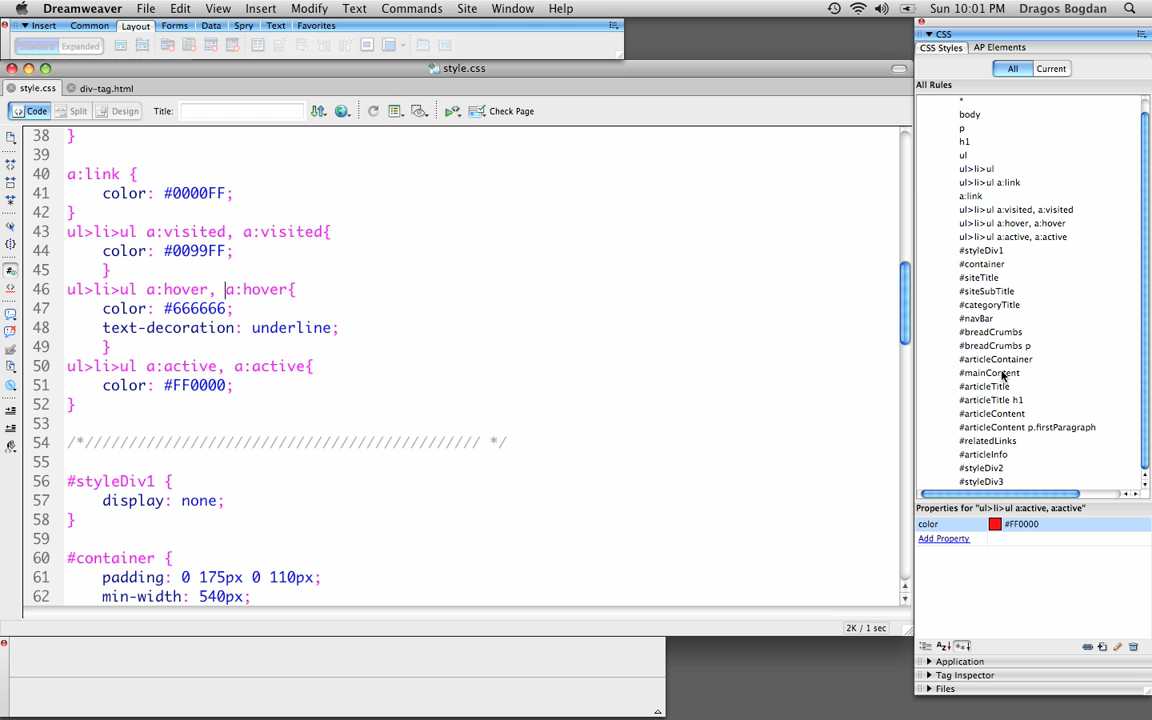 Dreamweaver File Edit View Insert Modify Text Commands Site Window Help Sun 10:01 PM Dragos Bogdan
Insert Common Layout Forms Data Spry Text Favorites
Standard Expanded
style.css
style.css div-tag.html
Code Split Design Title: Check Page
38 }
39
40 a:link {
41 color: #0000FF;
42 }
43 ul>li>ul a:visited, a:visited{
44 color: #0099FF;
45 }
46 ul>li>ul a:hover, a:hover{
47 color: #666666;
48 text-decoration: underline;
49 }
50 ul>li>ul a:active, a:active{
51 color: #FF0000;
52 }
53
54 /*///////////////////////////////////////////// */
55
56 #styleDiv1 {
57 display: none;
58 }
59
60 #container {
61 padding: 0 175px 0 110px;
62 min-width: 540px;
2K / 1 sec
CSS
CSS Styles AP Elements
All Current
All Rules
*
body
p
h1
ul
ul>li>ul
ul>li>ul a:link
a:link
ul>li>ul a:visited, a:visited
ul>li>ul a:hover, a:hover
ul>li>ul a:active, a:active
#styleDiv1
#container
#siteTitle
#siteSubTitle
#categoryTitle
#navBar
#breadCrumbs
#breadCrumbs p
#articleContainer
#mainContent
#articleTitle
#articleTitle h1
#articleContent
#articleContent p.firstParagraph
#relatedLinks
#articleInfo
#styleDiv2
#styleDiv3
Properties for "ul>li>ul a:active, a:active"
color #FF0000
Add Property
Application
Tag Inspector
Files